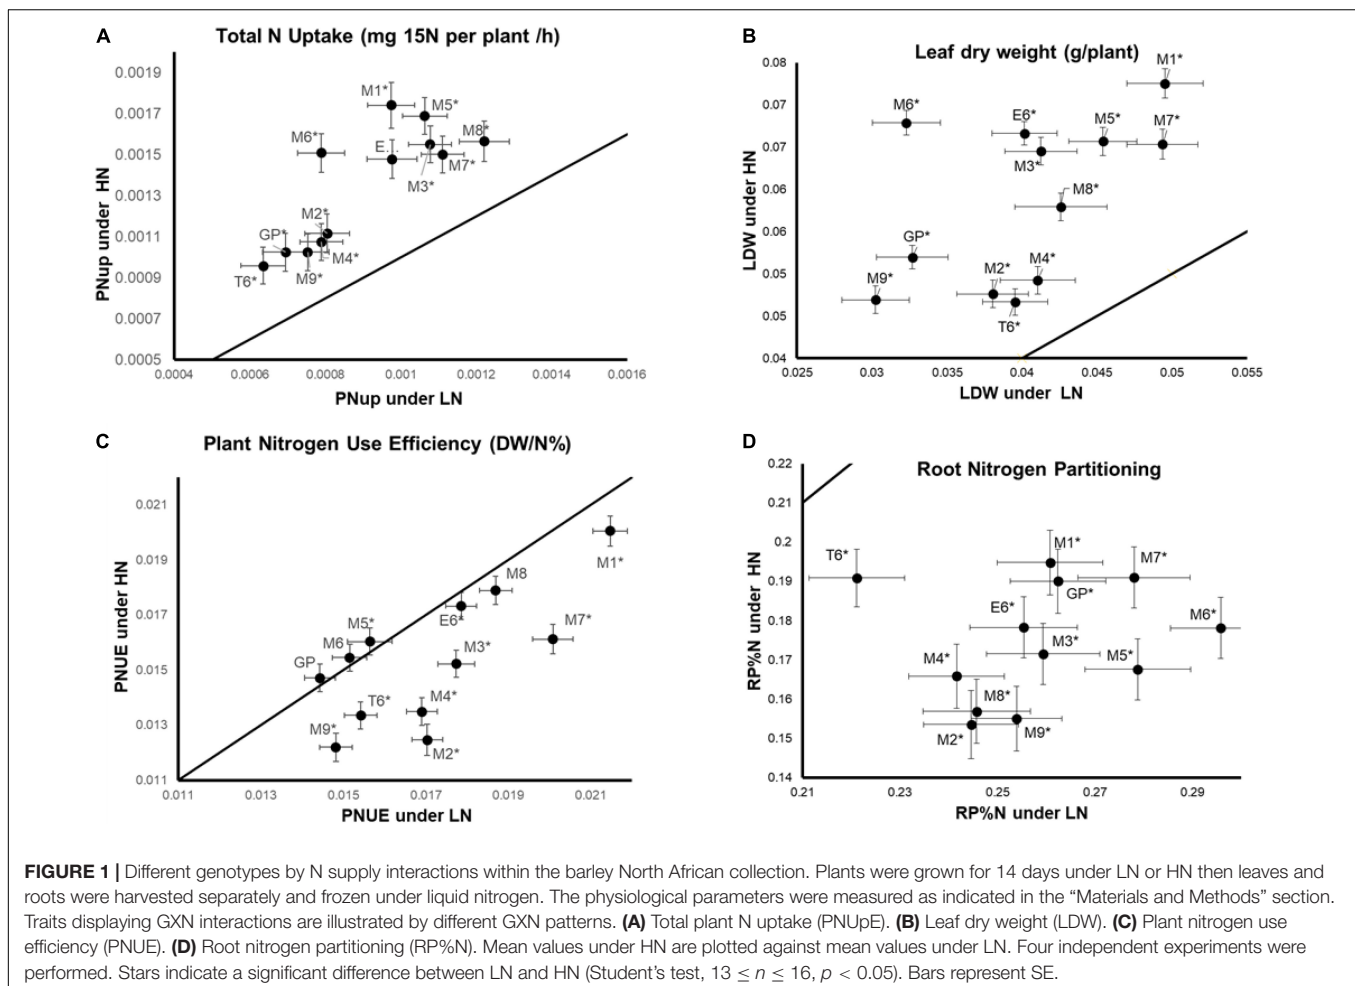 A
Total N Uptake (mg 15N per plant /h)
PNup under HN
0.0019
0.0017
0.0015
0.0013
0.0011
0.0009
0.0007
0.0005
M1*
M5*
M6*
E...
M8*
M7*
M3*
M2*
GP*
M4*
T6*
M9*
0.0004 0.0006 0.0008 0.001 0.0012 0.0014 0.0016
PNup under LN
B
Leaf dry weight (g/plant)
LDW under HN
0.08
0.07
0.07
0.06
0.06
0.05
0.05
0.04
M1*
M6*
E6*
M5*
M7*
M3*
M8*
GP*
M9*
M2*
M4*
T6*
0.025 0.03 0.035 0.04 0.045 0.05 0.055
LDW under LN
C
Plant Nitrogen Use Efficiency (DW/N%)
PNUE under HN
0.021
0.019
0.017
0.015
0.013
0.011
M1*
M8
E6*
M7*
M5*
M6
M3*
GP
T6*
M4*
M9*
M2*
0.011 0.013 0.015 0.017 0.019 0.021
PNUE under LN
D
Root Nitrogen Partitioning
RP%N under HN
0.22
0.21
0.2
0.19
0.18
0.17
0.16
0.15
0.14
T6*
M1*
M7*
GP*
E6*
M6*
M3*
M5*
M4*
M8*
M2*
M9*
0.21 0.23 0.25 0.27 0.29
RP%N under LN
FIGURE 1 | Different genotypes by N supply interactions within the barley North African collection. Plants were grown for 14 days under LN or HN then leaves and
roots were harvested separately and frozen under liquid nitrogen. The physiological parameters were measured as indicated in the “Materials and Methods” section.
Traits displaying GXN interactions are illustrated by different GXN patterns. (A) Total plant N uptake (PNUpE). (B) Leaf dry weight (LDW). (C) Plant nitrogen use
efficiency (PNUE). (D) Root nitrogen partitioning (RP%N). Mean values under HN are plotted against mean values under LN. Four independent experiments were
performed. Stars indicate a significant difference between LN and HN (Student’s test, 13 ≤ n ≤ 16, p < 0.05). Bars represent SE.